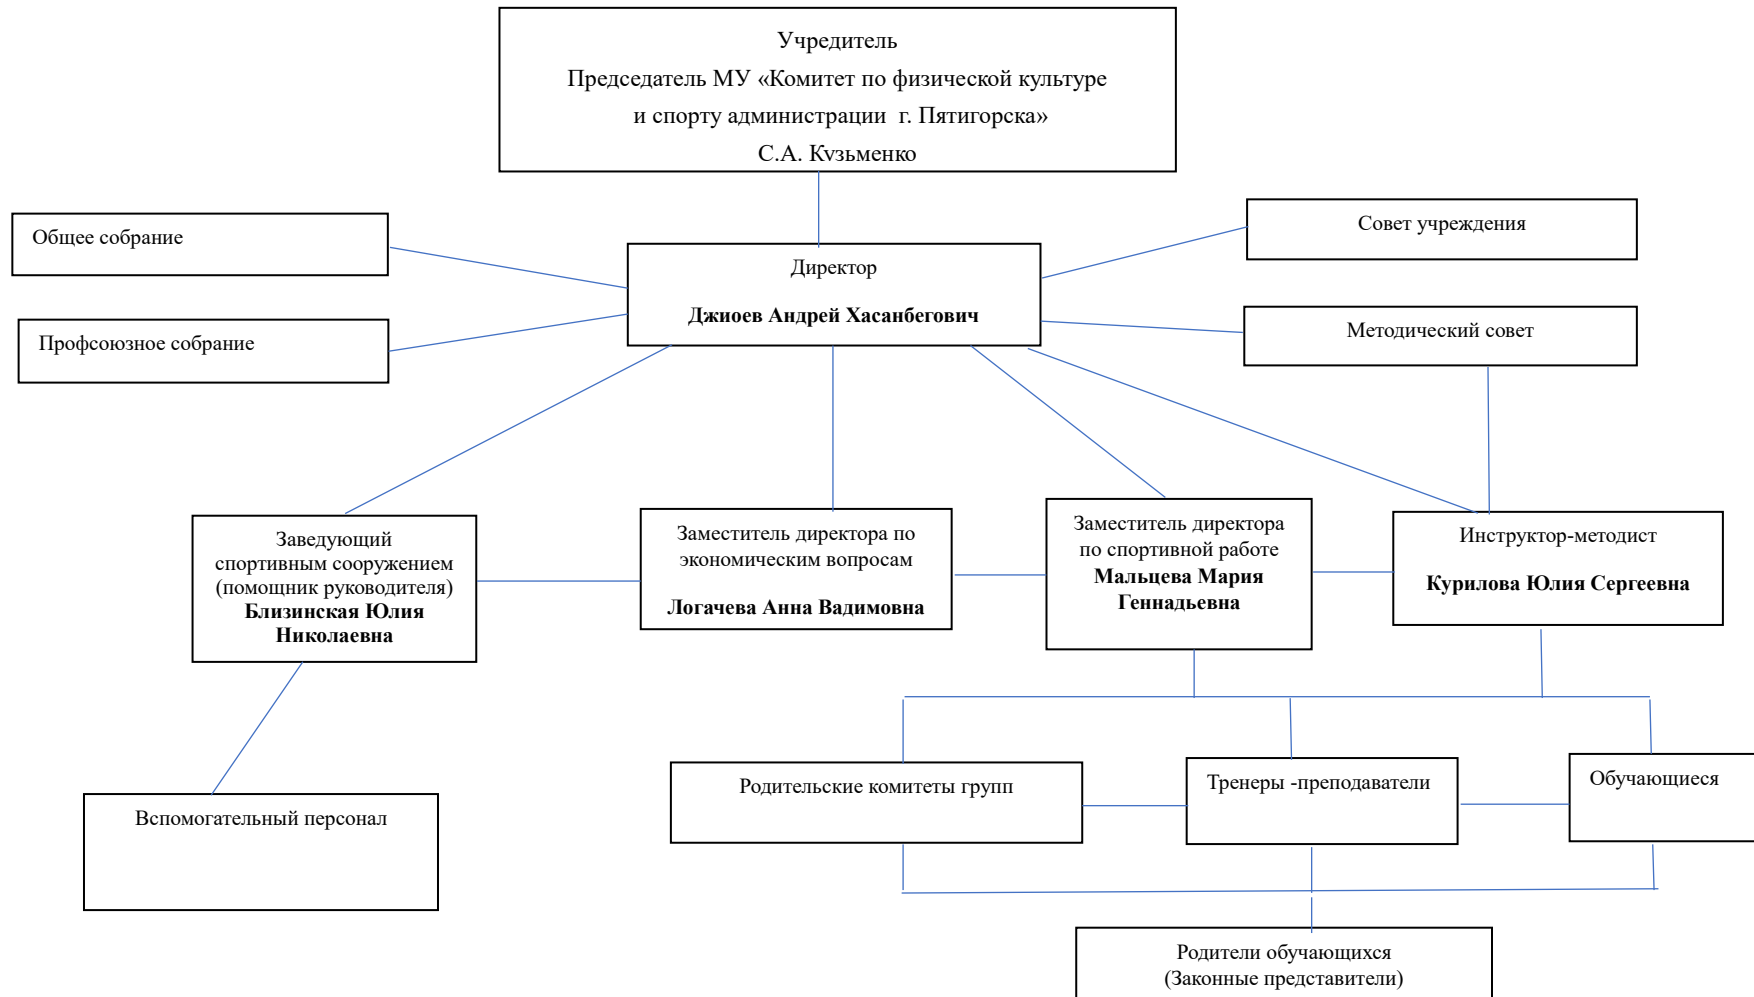 Учредитель
Председатель МУ «Комитет по физической культуре
и спорту администрации г. Пятигорска»
С.А. Кузьменко
Общее собрание
Совет учреждения
Директор
Джиоев Андрей Хасанбегович
Профсоюзное собрание
Методический совет
Заведующий
спортивным сооружением
(помощник руководителя)
Близинская Юлия
Николаевна
Заместитель директора по
экономическим вопросам
Логачева Анна Вадимовна
Заместитель директора
по спортивной работе
Мальцева Мария
Геннадьевна
Инструктор-методист
Курилова Юлия Сергеевна
Вспомогательный персонал
Родительские комитеты групп
Тренеры -преподаватели
Обучающиеся
Родители обучающихся
(Законные представители)